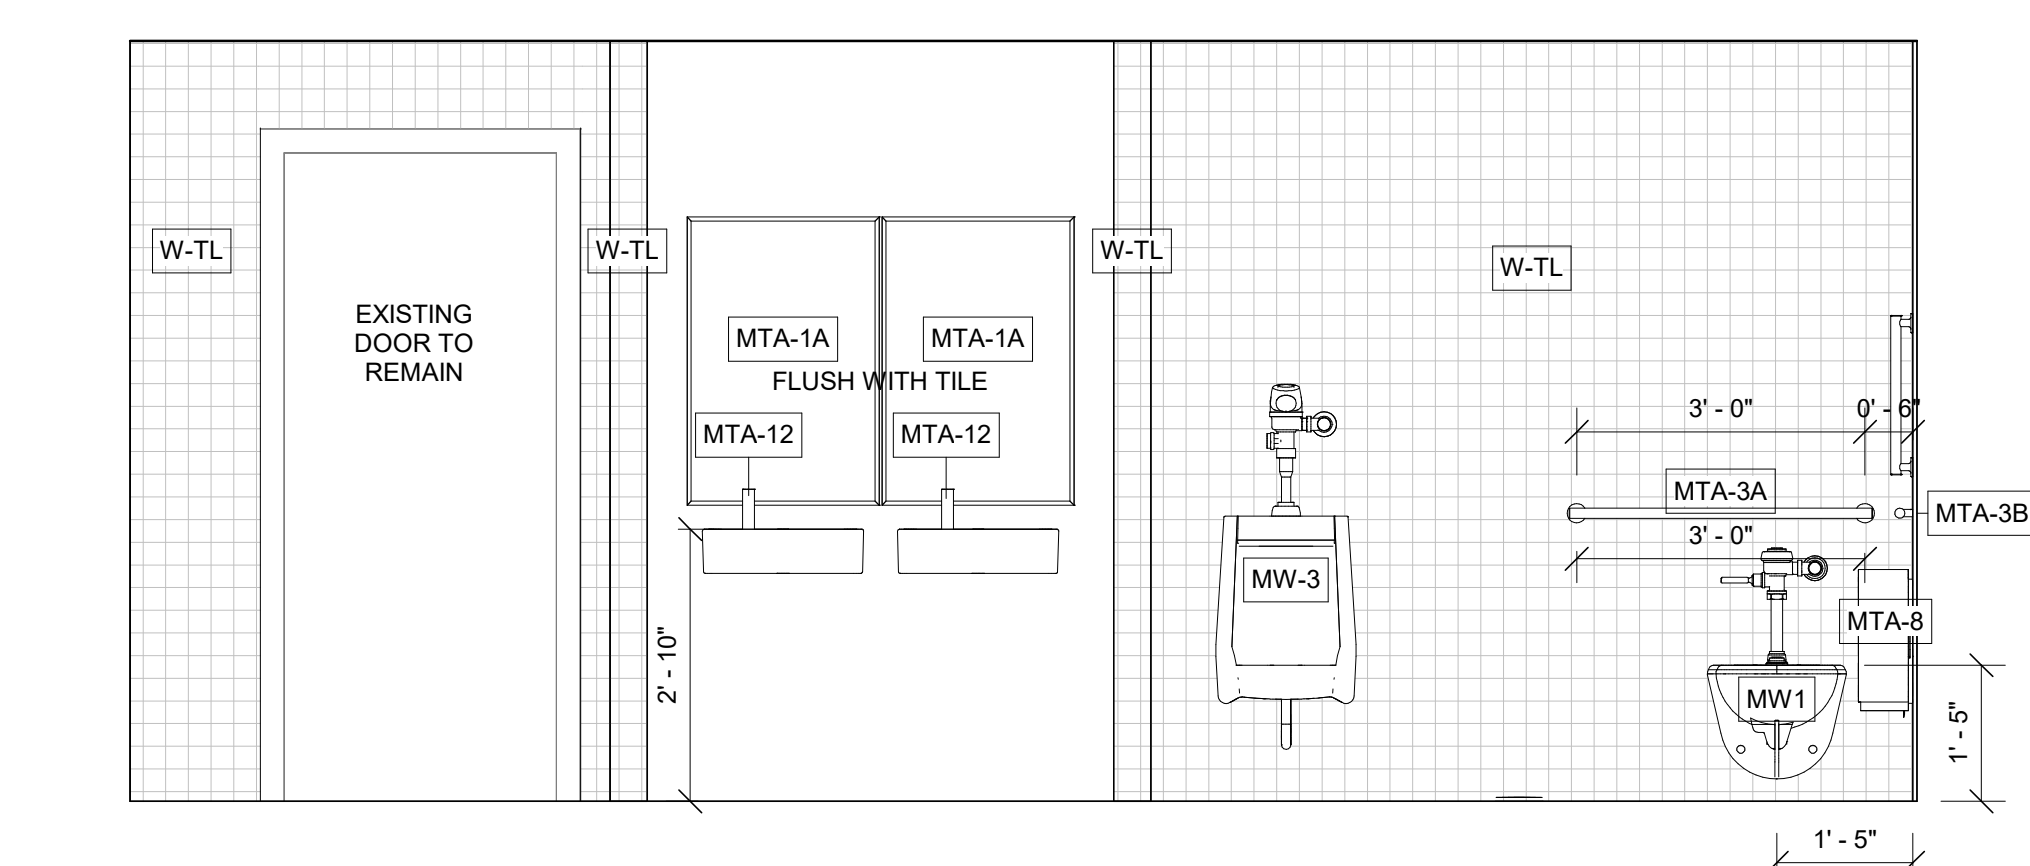 W-TL
W-TL
W-TL
W-TL
EXISTING
DOOR TO
REMAIN
MTA-1A
MTA-1A
FLUSH WITH TILE
MTA-12
MTA-12
2' - 10"
MW-3
3' - 0"
0' - 6"
MTA-3A
MTA-3B
3' - 0"
MTA-8
MW1
1' - 5"
1' - 5"